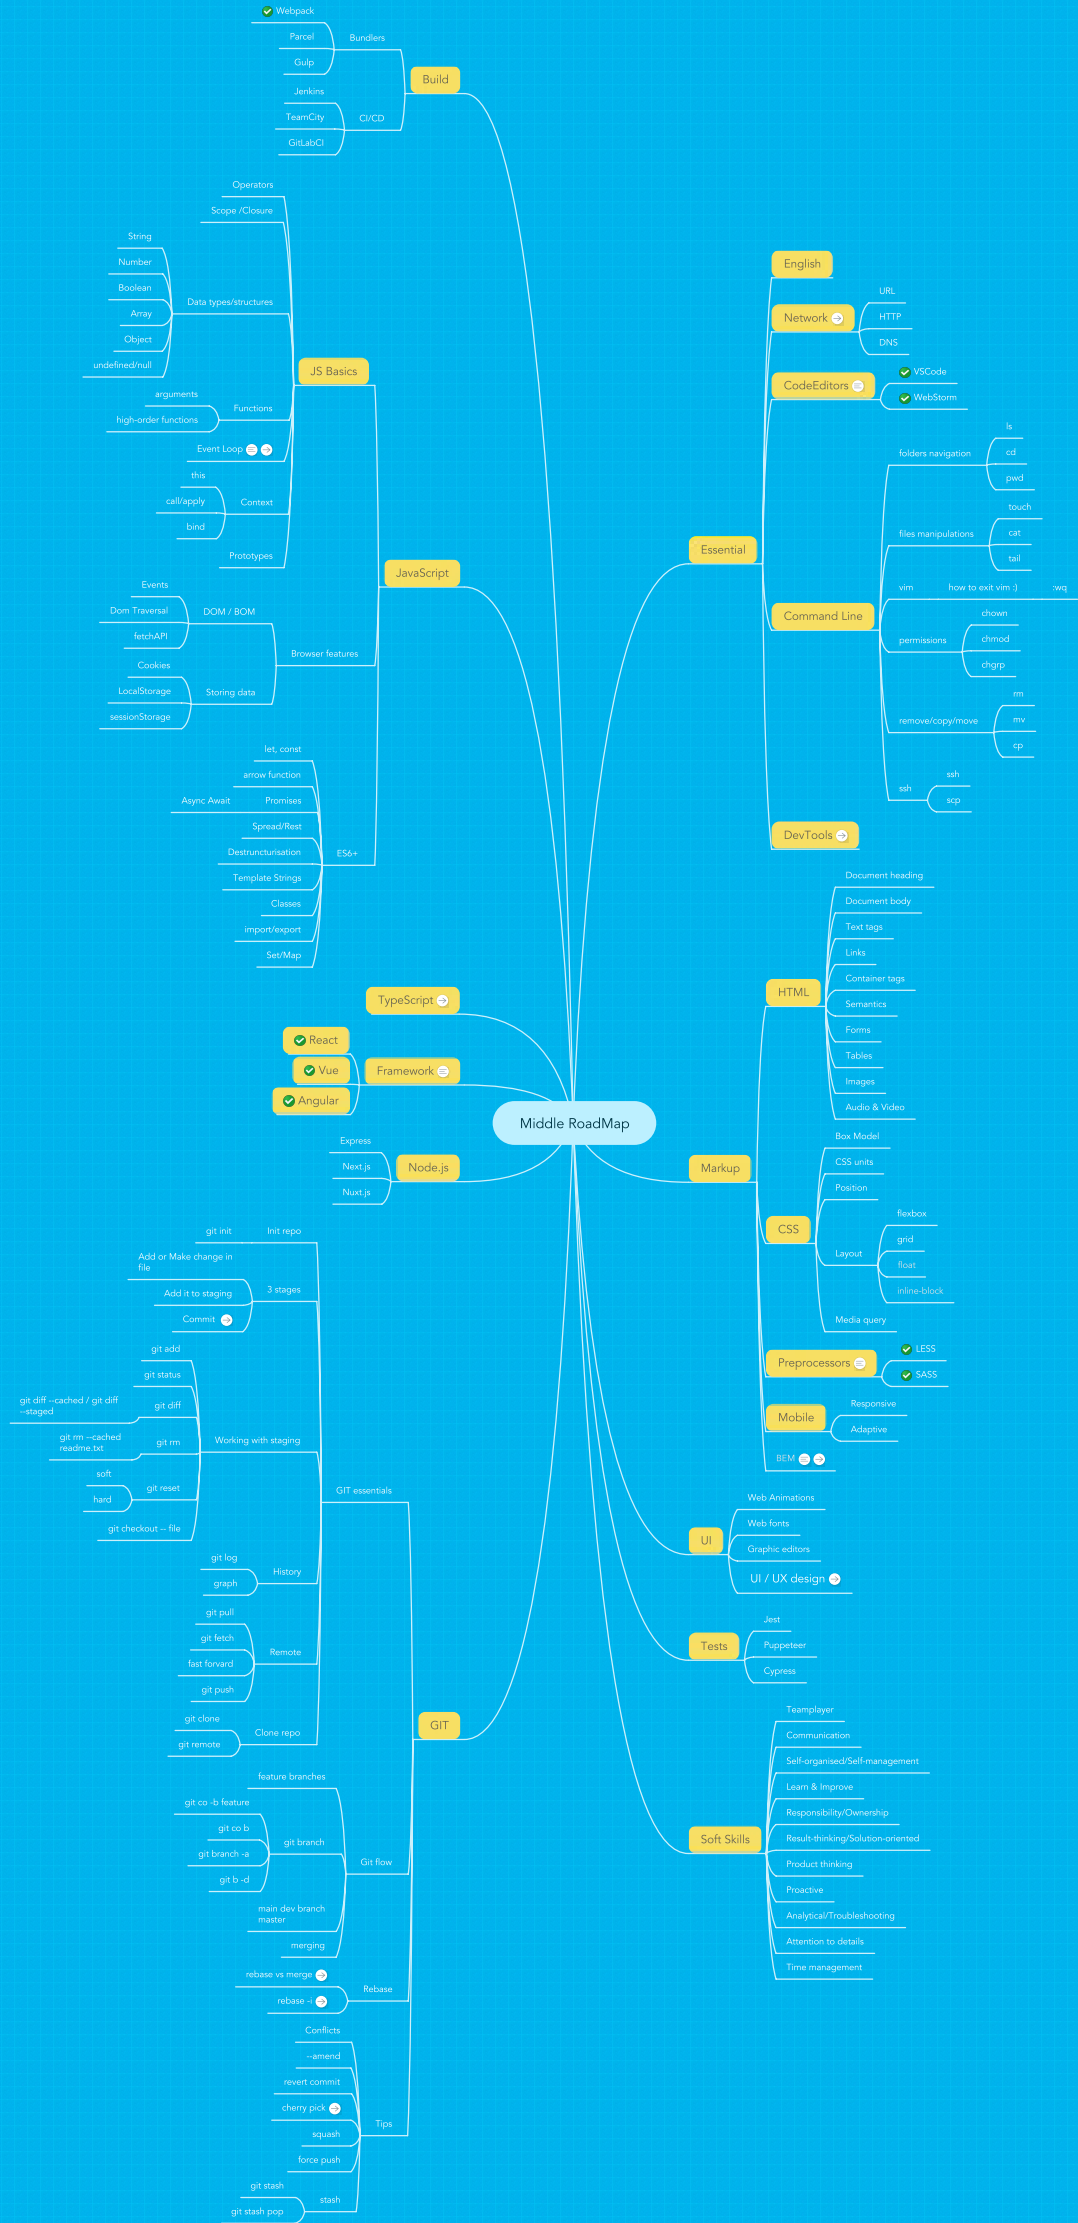 Webpack
Parcel
Gulp
Bundlers
Jenkins
TeamCity
GitLabCI
CI/CD
Build
Operators
Scope /Closure
String
Number
Boolean
Array
Object
undefined/null
Data types/structures
arguments
high-order functions
Functions
Event Loop
this
call/apply
bind
Context
Prototypes
JS Basics
Events
Dom Traversal
fetchAPI
DOM / BOM
Cookies
LocalStorage
sessionStorage
Storing data
Browser features
let, const
arrow function
Async Await
Promises
Spread/Rest
Destruncturisation
Template Strings
Classes
import/export
Set/Map
ES6+
JavaScript
TypeScript
React
Vue
Angular
Framework
Express
Next.js
Nuxt.js
Node.js
git init
Init repo
Add or Make change in
file
Add it to staging
Commit
3 stages
git add
git status
git diff --cached / git diff
--staged
git diff
git rm --cached
readme.txt
git rm
soft
hard
git reset
git checkout -- file
Working with staging
git log
graph
History
git pull
git fetch
fast forvard
git push
Remote
git clone
git remote
Clone repo
GIT essentials
feature branches
git co -b feature
git co b
git branch -a
git b -d
git branch
main dev branch
master
merging
Git flow
rebase vs merge
rebase -i
Rebase
Conflicts
--amend
revert commit
cherry pick
squash
force push
git stash
git stash pop
stash
Tips
GIT
Middle RoadMap
Essential
English
Network
URL
HTTP
DNS
CodeEditors
VSCode
WebStorm
Command Line
folders navigation
ls
cd
pwd
files manipulations
touch
cat
tail
vim
how to exit vim :)
:wq
permissions
chown
chmod
chgrp
remove/copy/move
rm
mv
cp
ssh
ssh
scp
DevTools
Markup
HTML
Document heading
Document body
Text tags
Links
Container tags
Semantics
Forms
Tables
Images
Audio & Video
CSS
Box Model
CSS units
Position
Layout
flexbox
grid
float
inline-block
Media query
Preprocessors
LESS
SASS
Mobile
Responsive
Adaptive
BEM
UI
Web Animations
Web fonts
Graphic editors
UI / UX design
Tests
Jest
Puppeteer
Cypress
Soft Skills
Teamplayer
Communication
Self-organised/Self-management
Learn & Improve
Responsibility/Ownership
Result-thinking/Solution-oriented
Product thinking
Proactive
Analytical/Troubleshooting
Attention to details
Time management